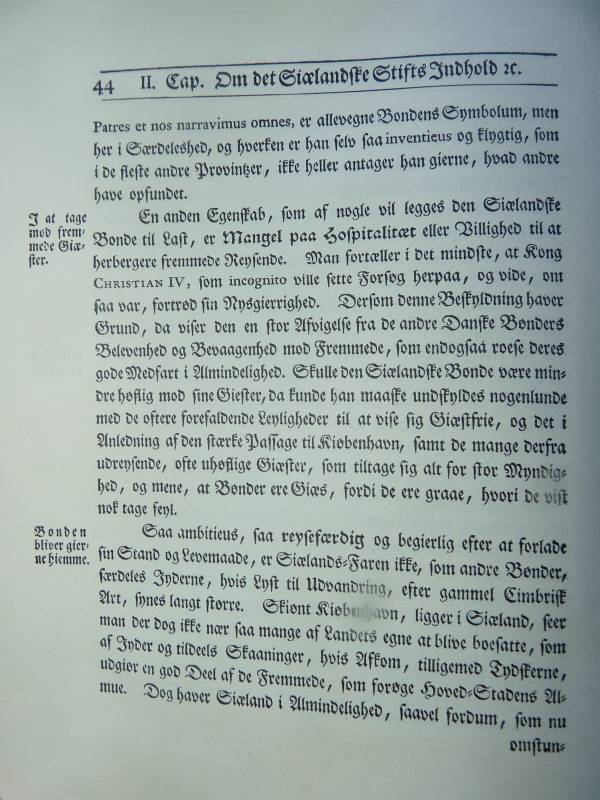 44
II. Cap. Om det Siælandske Stifts Indhold ꝛc.
Patres et nos narravimus omnes, er allevegne Bondens Symbolum, men
her i Særdeleshed, og hverken er han selv saa inventieus og klygtig, som
i de fleste andre Provintzer, ikke heller antager han gierne, hvad andre
have opfundet.
I at tage
mod frem-
mede Giæ-
ster.
En anden Egenskab, som af nogle vil legges den Siælandske
Bonde til Last, er Mangel paa Hospitalitæt eller Villighed til at
herbergere fremmede Reysende. Man fortæller i det mindste, at Kong
CHRISTIAN IV, som incognito ville sette Forsøg herpaa, og vide, om
saa var, fortrød sin Nysgierrighed. Dersom denne Beskyldning haver
Grund, da viser den en stor Afvigelse fra de andre Danske Bønders
Belevenhed og Bevaagenhed mod Fremmede, som endogsaa roese deres
gode Medfart i Almindelighed. Skulle den Siælandske Bonde være min-
dre høflig mod sine Giester, da kunde han maaske undskyldes nogenlunde
med de oftere forefaldende Leyligheder til at vise sig Giæstfrie, og det i
Anledning af den stærke Passage til Kiøbenhavn, samt de mange derfra
udreysende, ofte uhøflige Giæster, som tiltage sig alt for stor Myndig-
hed, og mene, at Bønder ere Giæs, fordi de ere graae, hvori de vist
nok tage feyl.
Bonden
bliver gier-
ne hiemme.
Saa ambitieus, saa reysefærdig og begierlig efter at forlade
sin Stand og Levemaade, er Siælands-Faren ikke, som andre Bønder,
særdeles Jyderne, hvis Lyst til Udvandring, efter gammel Cimbrisk
Art, synes langt større. Skiønt Kiøbenhavn, ligger i Siæland, seer
man der dog ikke nær saa mange af Landets egne at blive boesatte, som
af Jyder og tildeels Skaaninger, hvis Afkom, tilligemed Tydskerne,
udgiør en god Deel af de Fremmede, som forøge Hoved-Stadens Al-
mue. Dog haver Siæland i Almindelighed, saavel fordum, som nu
omstun-